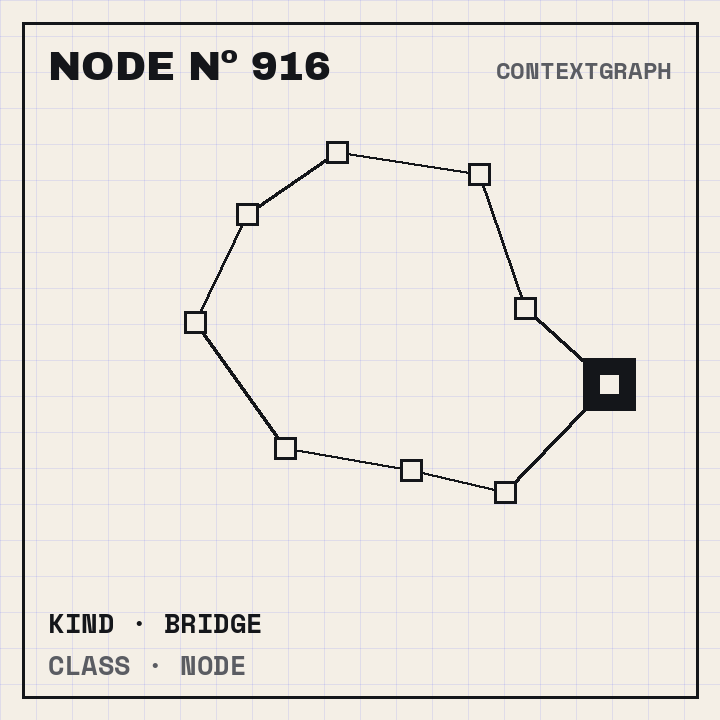 NODE Nº 916
CONTEXTGRAPH
KIND · BRIDGE
CLASS · NODE